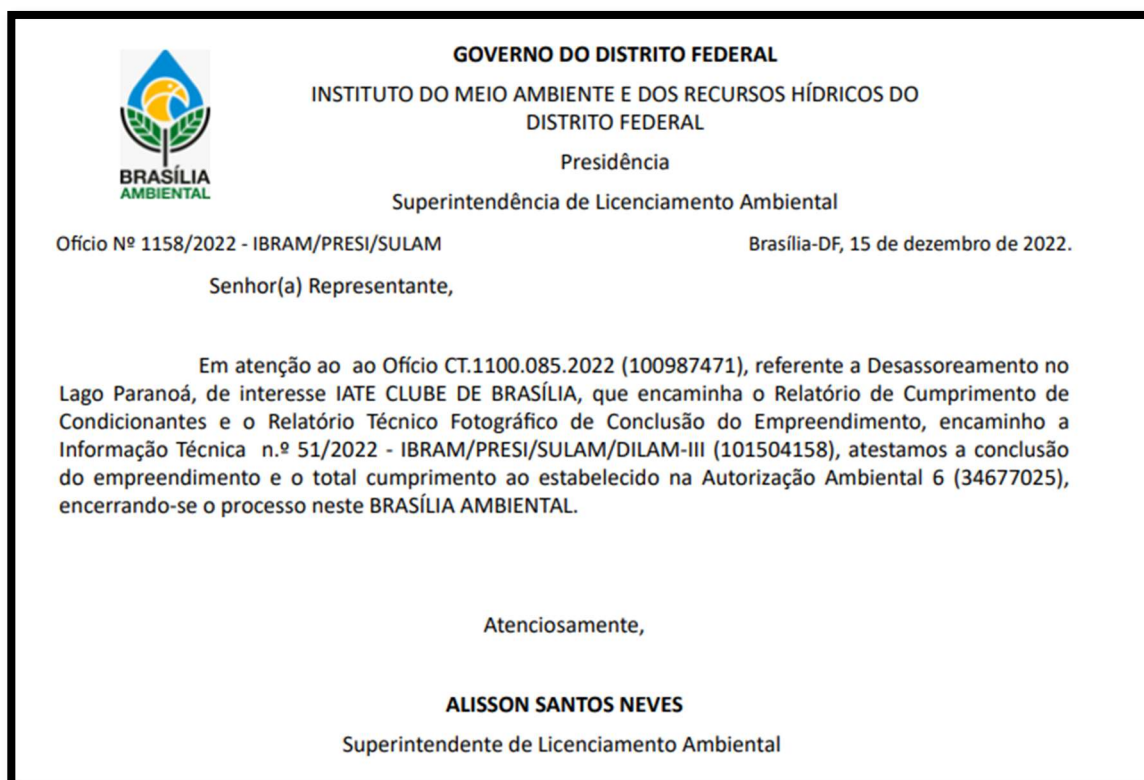 GOVERNO DO DISTRITO FEDERAL
INSTITUTO DO MEIO AMBIENTE E DOS RECURSOS HÍDRICOS DO
DISTRITO FEDERAL
Presidência
Superintendência de Licenciamento Ambiental
BRASÍLIA
AMBIENTAL
Ofício Nº 1158/2022 - IBRAM/PRESI/SULAM
Brasília-DF, 15 de dezembro de 2022.
Senhor(a) Representante,
Em atenção ao ao Ofício CT.1100.085.2022 (100987471), referente a Desassoreamento no
Lago Paranoá, de interesse IATE CLUBE DE BRASÍLIA, que encaminha o Relatório de Cumprimento de
Condicionantes e o Relatório Técnico Fotográfico de Conclusão do Empreendimento, encaminho a
Informação Técnica n.º 51/2022 - IBRAM/PRESI/SULAM/DILAM-III (101504158), atestamos a conclusão
do empreendimento e o total cumprimento ao estabelecido na Autorização Ambiental 6 (34677025),
encerrando-se o processo neste BRASÍLIA AMBIENTAL.
Atenciosamente,
ALISSON SANTOS NEVES
Superintendente de Licenciamento Ambiental